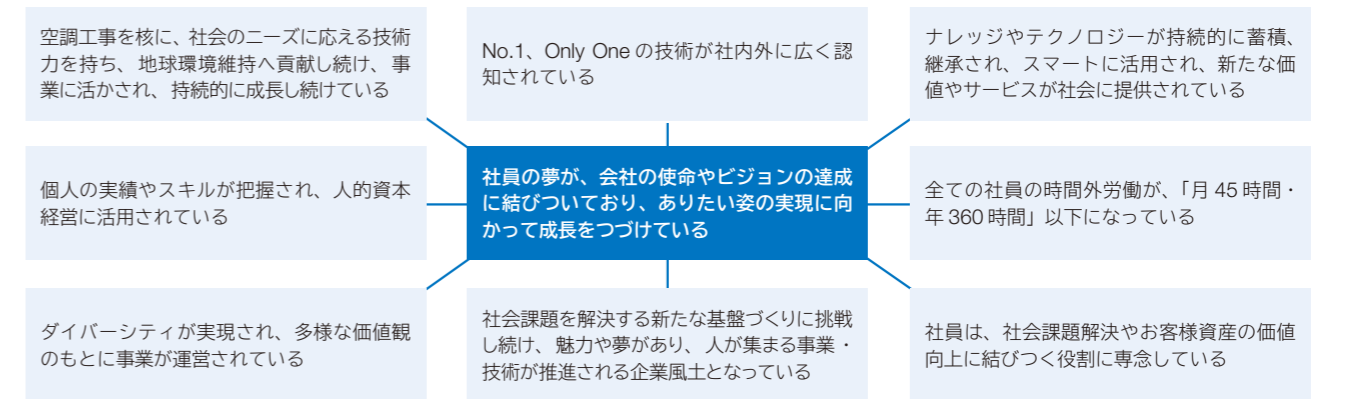 空調工事を核に、社会のニーズに応える技術
力を持ち、地球環境維持へ貢献し続け、事
業に活かされ、持続的に成長し続けている
No.1、Only One の技術が社内外に広く認
知されている
ナレッジやテクノロジーが持続的に蓄積、
継承され、スマートに活用され、新たな価
値やサービスが社会に提供されている
個人の実績やスキルが把握され、人的資本
経営に活用されている
社員の夢が、会社の使命やビジョンの達成
に結びついており、ありたい姿の実現に向
かって成長をつづけている
全ての社員の時間外労働が、「月 45 時間・
年 360 時間」以下になっている
ダイバーシティが実現され、多様な価値観
のもとに事業が運営されている
社会課題を解決する新たな基盤づくりに挑戦
し続け、魅力や夢があり、人が集まる事業・
技術が推進される企業風土となっている
社員は、社会課題解決やお客様資産の価値
向上に結びつく役割に専念している